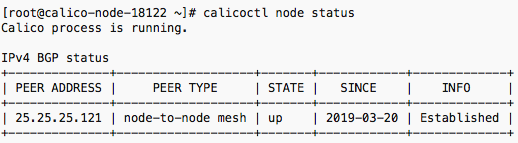 [root@calico-node-18122 ~]# calicoctl node status
Calico process is running.
IPv4 BGP status
+--------------+-------------------+-------+------------+-------------+
| PEER ADDRESS | PEER TYPE | STATE | SINCE | INFO |
+--------------+-------------------+-------+------------+-------------+
| 25.25.25.121 | node-to-node mesh | up | 2019-03-20 | Established |
+--------------+-------------------+-------+------------+-------------+